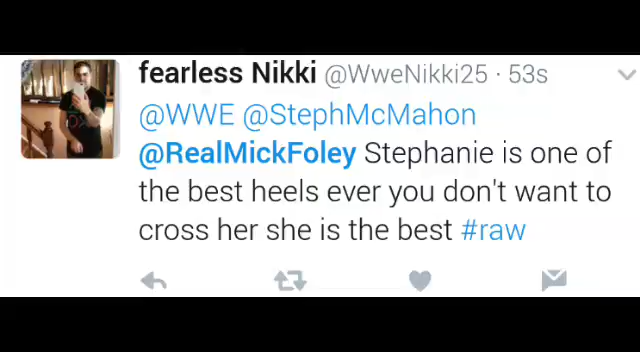 fearless Nikki @WweNikki25 · 53s
@WWE @StephMcMahon
@RealMickFoley Stephanie is one of
the best heels ever you don't want to
cross her she is the best #raw